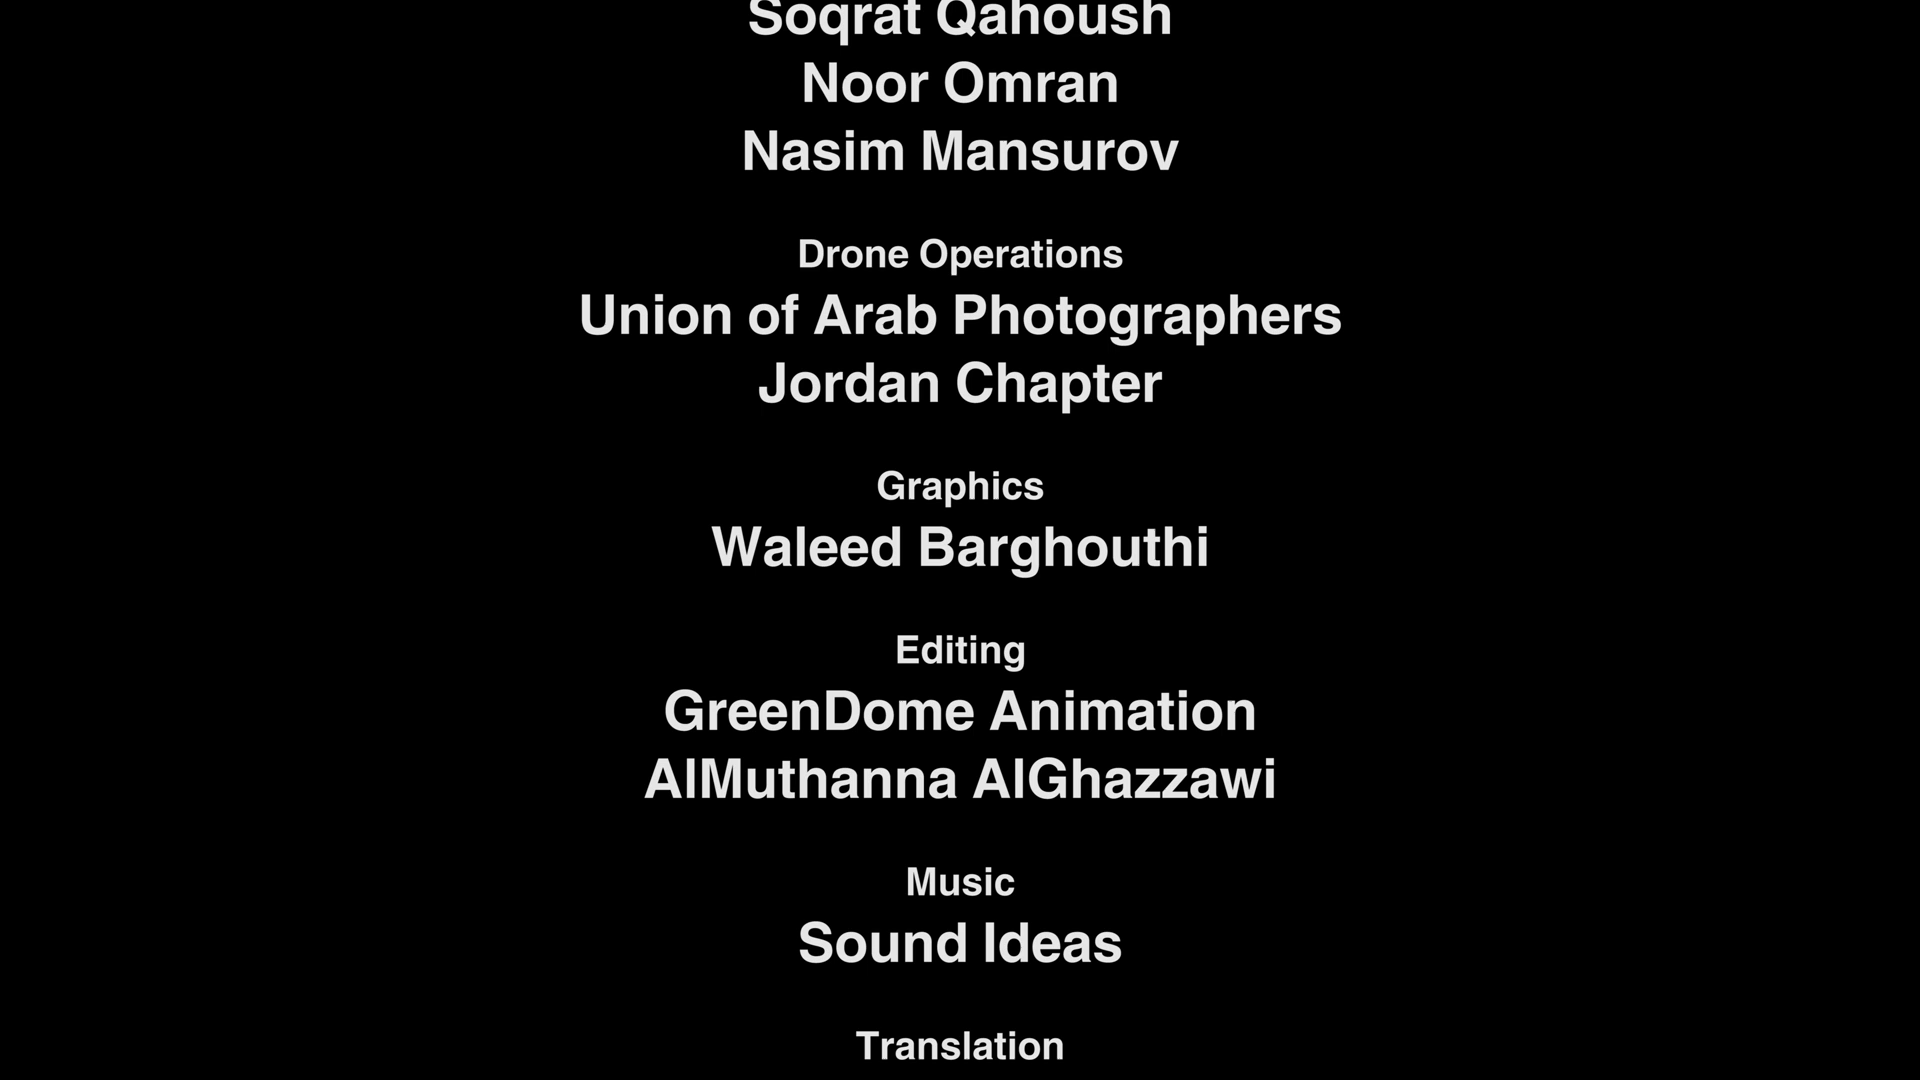 Soqrat Qahoush
Noor Omran
Nasim Mansurov
Drone Operations
Union of Arab Photographers
Jordan Chapter
Graphics
Waleed Barghouthi
Editing
GreenDome Animation
AlMuthanna AlGhazzawi
Music
Sound Ideas
Translation